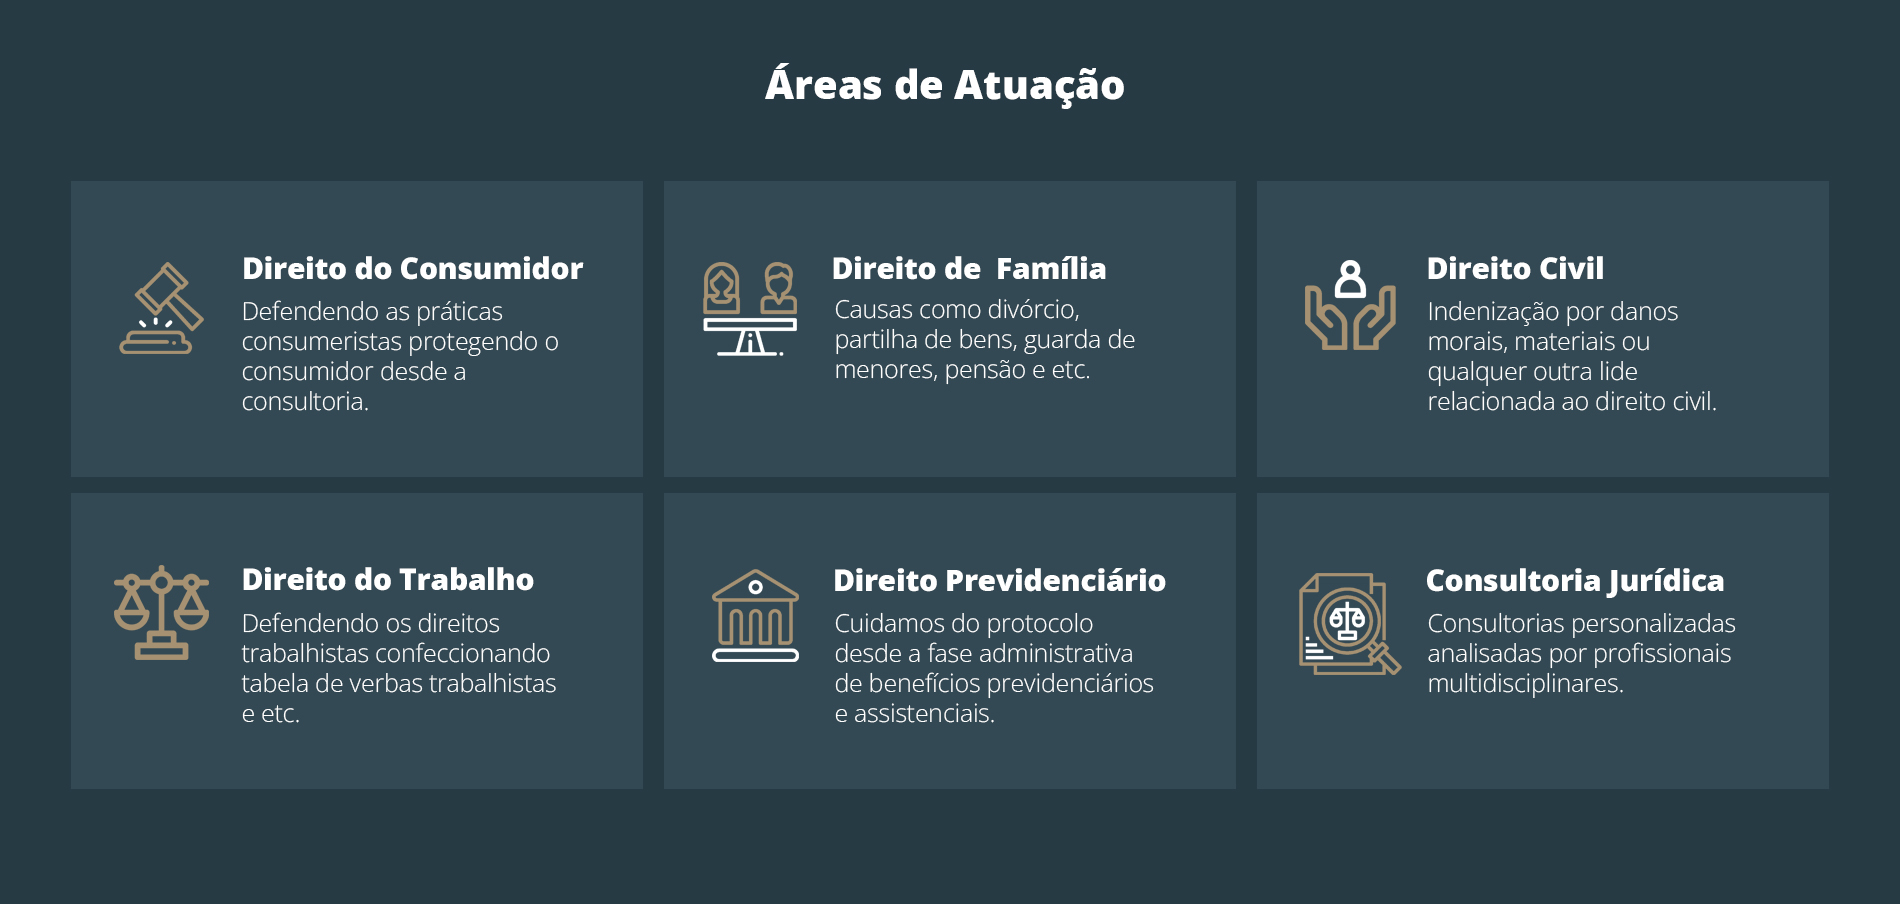 Áreas de Atuação
Direito do Consumidor
Defendendo as práticas
consumeristas protegendo o
consumidor desde a
consultoria.
Direito de  Família
Causas como divórcio,
partilha de bens, guarda de
menores, pensão e etc.
Direito Civil
Indenização por danos
morais, materiais ou
qualquer outra lide
relacionada ao direito civil.
Direito do Trabalho
Defendendo os direitos
trabalhistas confeccionando
tabela de verbas trabalhistas
e etc.
Direito Previdenciário
Cuidamos do protocolo
desde a fase administrativa
de benefícios previdenciários
e assistenciais.
Consultoria Jurídica
Consultorias personalizadas
analisadas por profissionais
multidisciplinares.